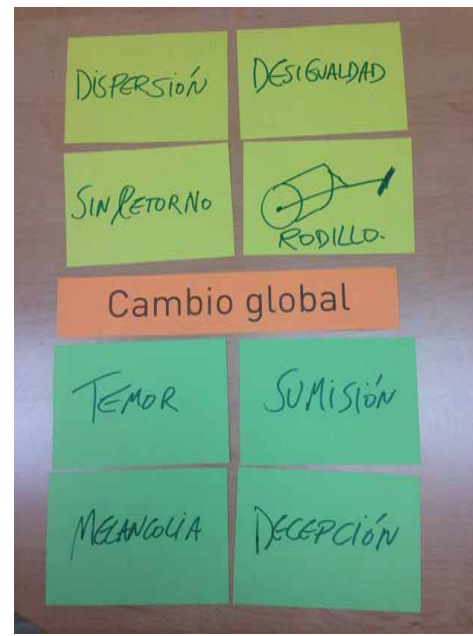 DISPERSIÓN
DESIGUALDAD
SIN RETORNO
RODILLO.
Cambio global
TEMOR
SUMISIÓN
MELANCOLIA
DECEPCIÓN